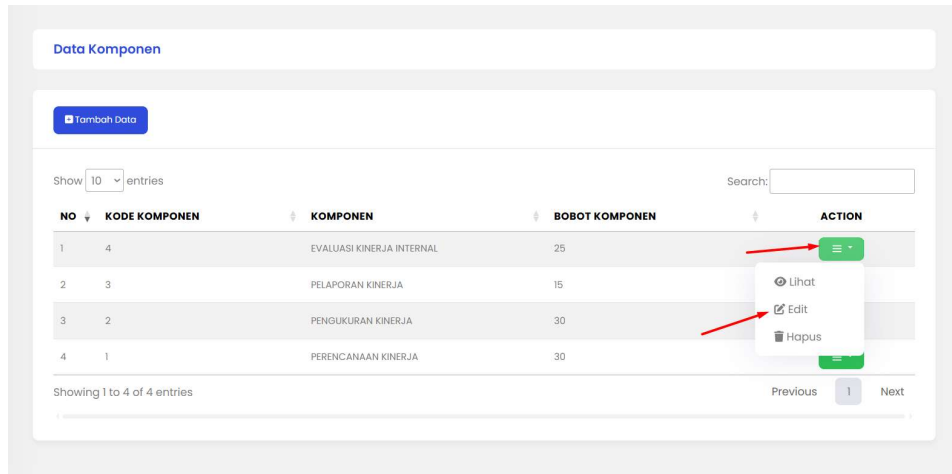 Data Komponen
Tambah Data
Show 10 entries
Search:
NO KODE KOMPONEN KOMPONEN BOBOT KOMPONEN ACTION
1 4 EVALUASI KINERJA INTERNAL 25
2 3 PELAPORAN KINERJA 15
Lihat
3 2 PENGUKURAN KINERJA 30
Edit
Hapus
4 1 PERENCANAAN KINERJA 30
Showing 1 to 4 of 4 entries
Previous 1 Next